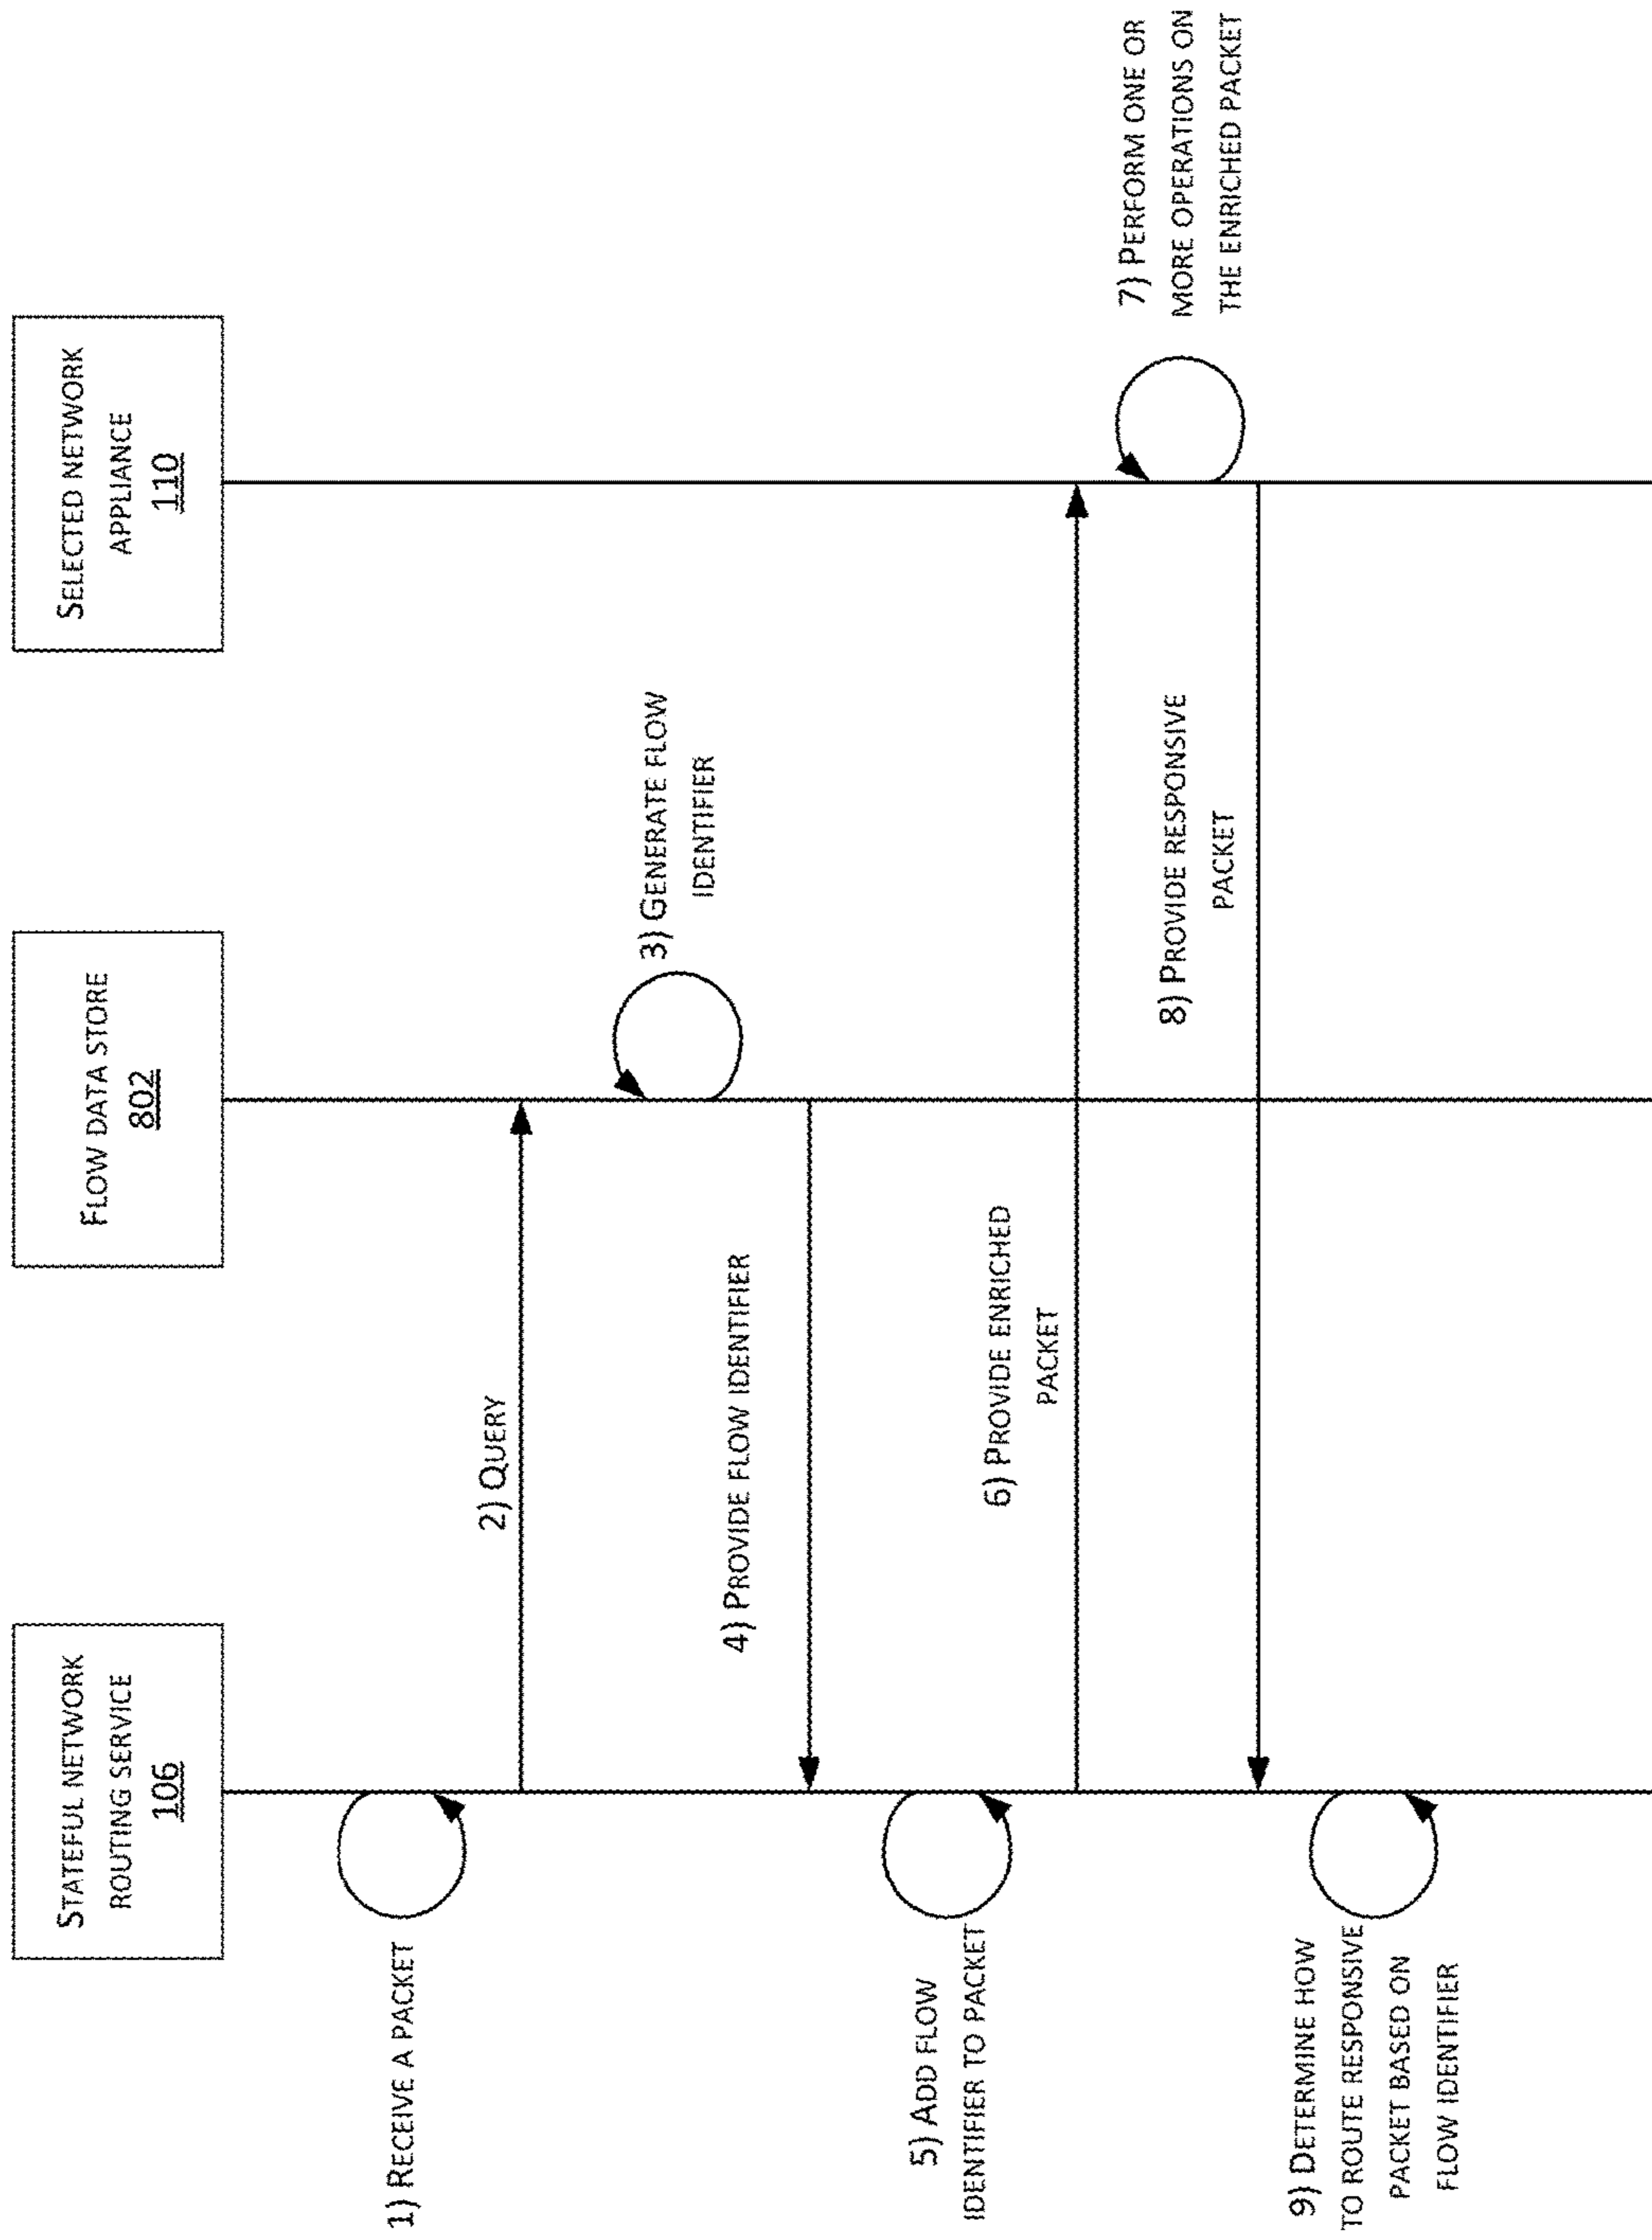 STATEFUL NETWORK
ROUTING SERVICE
106
FLOW DATA STORE
802
SELECTED NETWORK
APPLIANCE
110
1) RECEIVE A PACKET
2) QUERY
3) GENERATE FLOW
IDENTIFIER
4) PROVIDE FLOW IDENTIFIER
5) ADD FLOW
IDENTIFIER TO PACKET
6) PROVIDE ENRICHED
PACKET
7) PERFORM ONE OR
MORE OPERATIONS ON
THE ENRICHED PACKET
8) PROVIDE RESPONSIVE
PACKET
9) DETERMINE HOW
TO ROUTE RESPONSIVE
PACKET BASED ON
FLOW IDENTIFIER